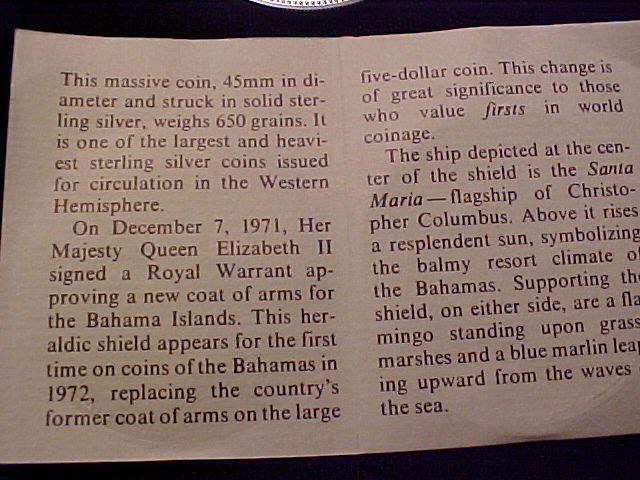 This massive coin, 45mm in di-
ameter and struck in solid ster-
ling silver, weighs 650 grains. It
is one of the largest and heavi-
est sterling silver coins issued
for circulation in the Western
Hemisphere.
On December 7, 1971, Her
Majesty Queen Elizabeth II
signed a Royal Warrant ap-
proving a new coat of arms for
the Bahama Islands. This her-
aldic shield appears for the first
time on coins of the Bahamas in
1972, replacing the country's
former coat of arms on the large
five-dollar coin. This change is
of great significance to those
who value firsts in world
coinage.
The ship depicted at the cen-
ter of the shield is the Santa
Maria—flagship of Christo-
pher Columbus. Above it rises
a resplendent sun, symbolizing
the balmy resort climate of
the Bahamas. Supporting the
shield, on either side, are a fla
mingo standing upon grass
marshes and a blue marlin leap
ing upward from the waves
the sea.